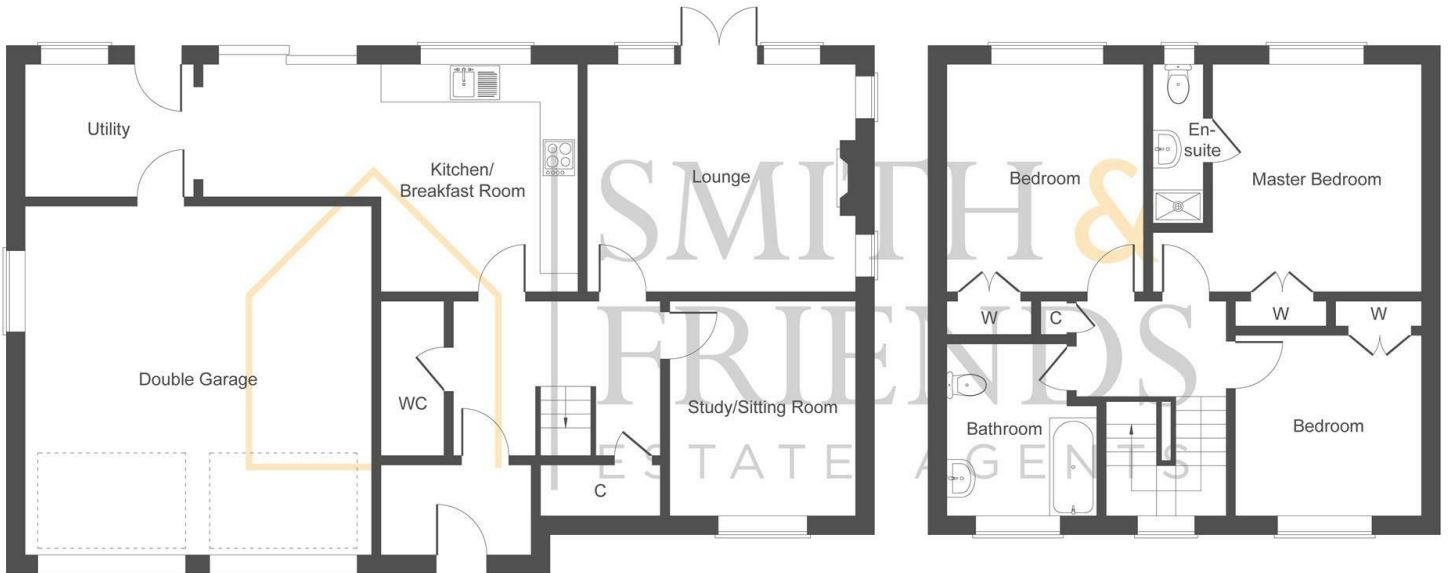 Utility
Kitchen/
Breakfast Room
Lounge
Double Garage
WC
Study/Sitting Room
C
Bedroom
En-
suite
Master Bedroom
W
C
W
W
Bathroom
Bedroom
SMITH &
FRIENDS
ESTATE AGENTS